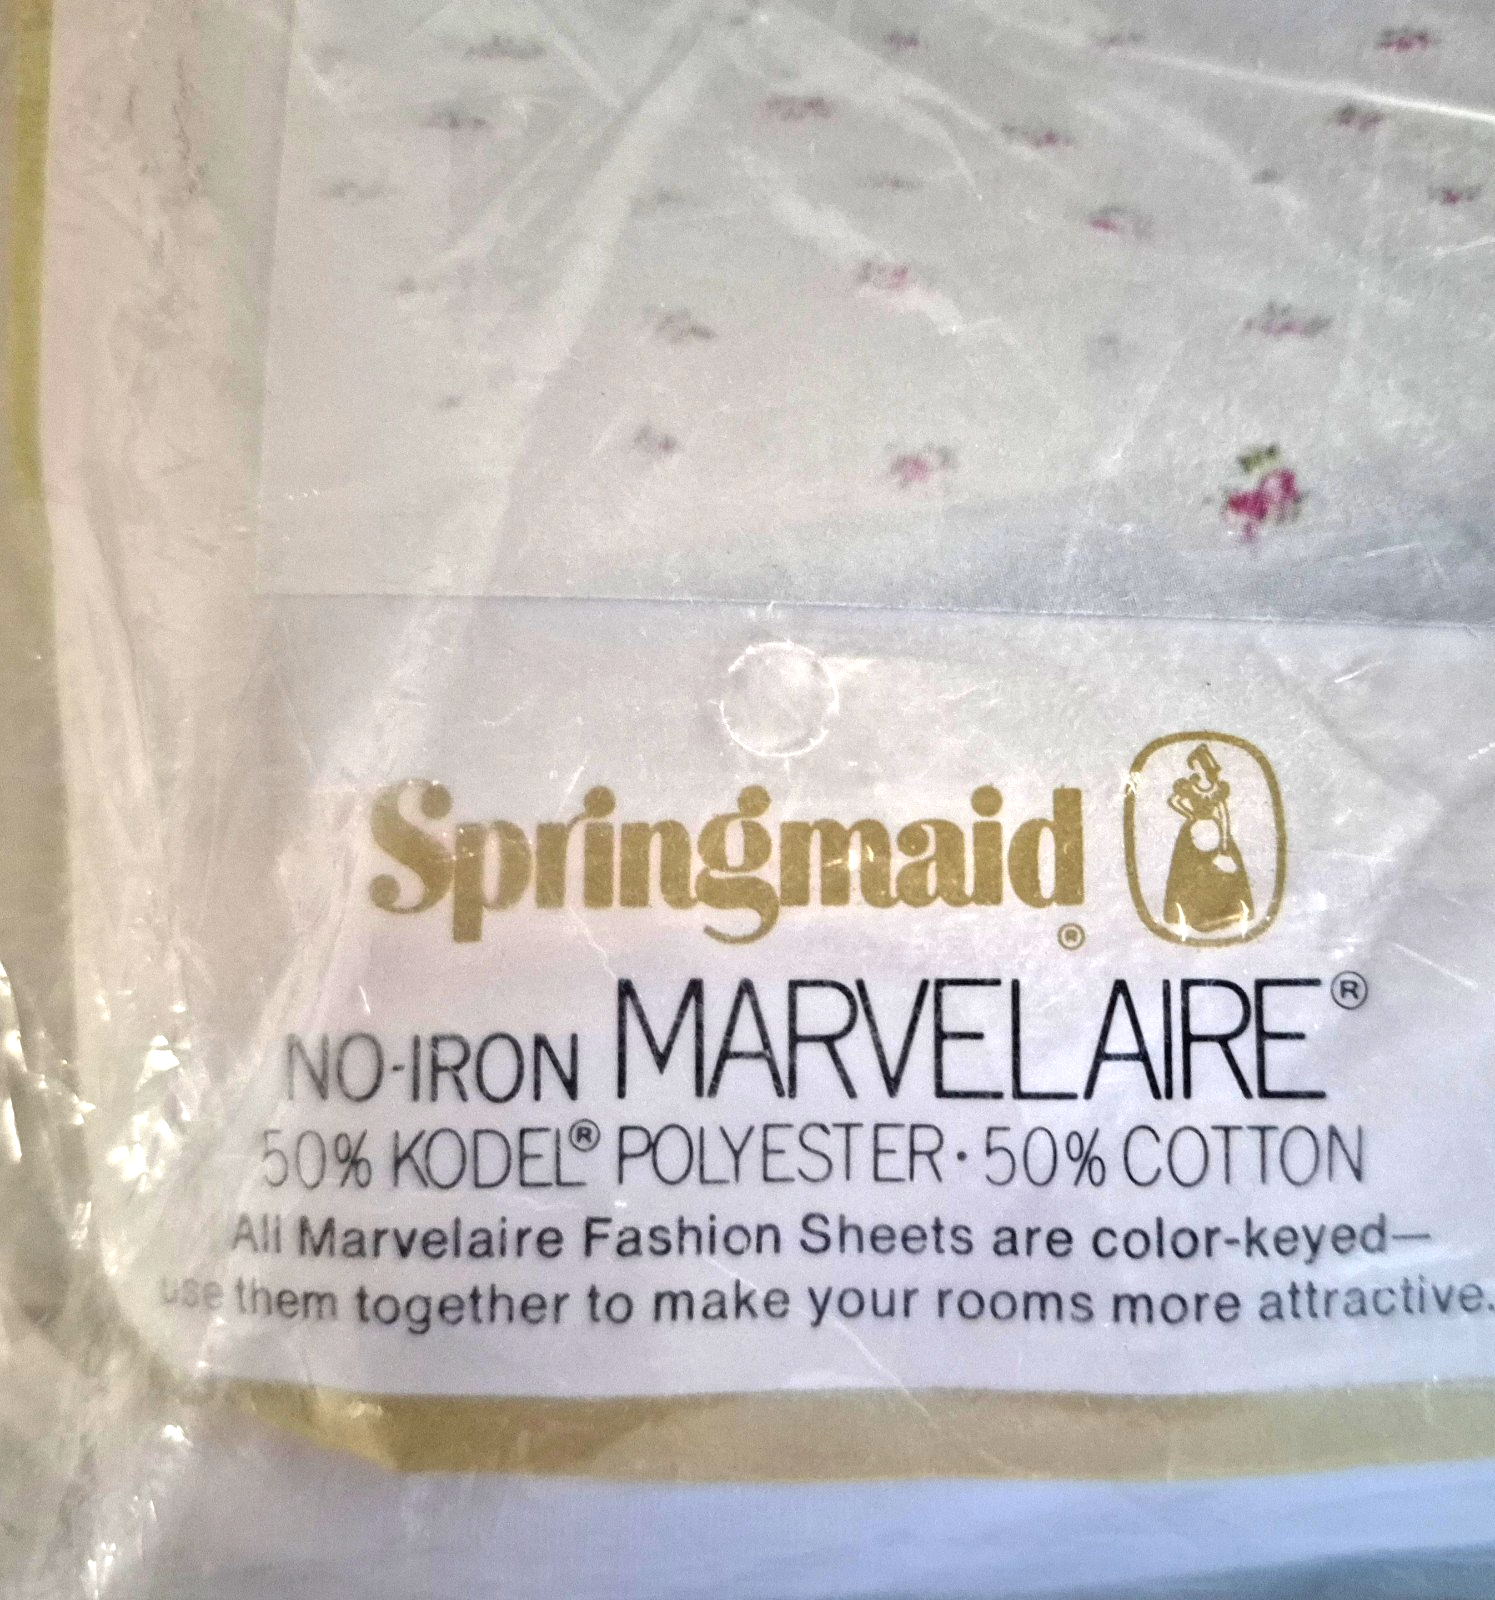 Springmaid®
NO-IRON MARVELAIRE®
50% KODEL® POLYESTER · 50% COTTON
All Marvelaire Fashion Sheets are color-keyed—
use them together to make your rooms more attractive.